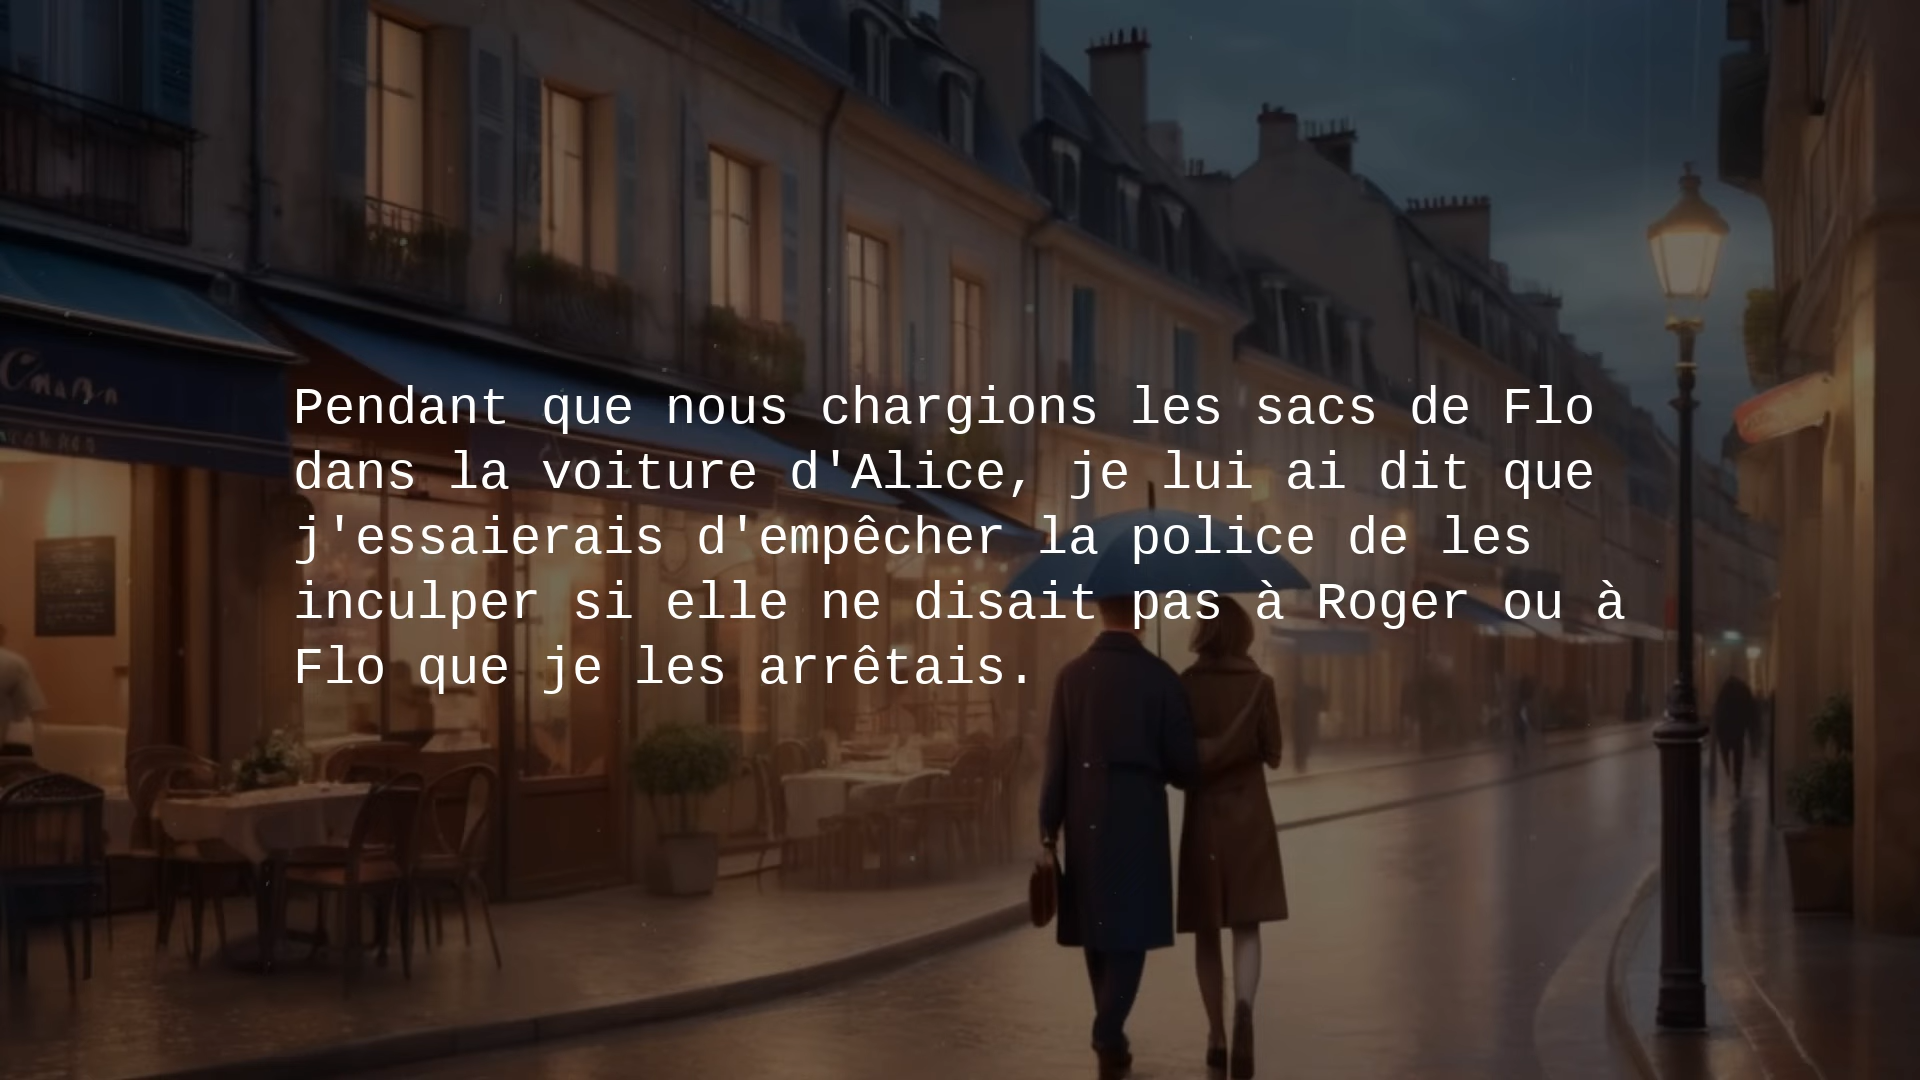 Pendant que nous chargions les sacs de Flo
dans la voiture d'Alice, je lui ai dit que
j'essaierais d'empêcher la police de les
inculper si elle ne disait pas à Roger ou à
Flo que je les arrêtais.